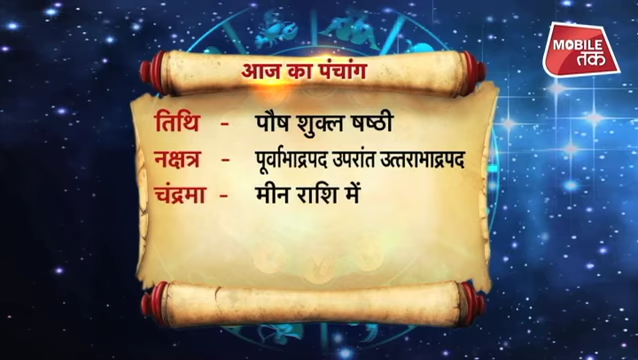 MOBILE
तक
आज का पंचांग
तिथि - पौष शुक्ल षष्ठी
नक्षत्र - पूर्वाभाद्रपद उपरांत उत्तराभाद्रपद
चंद्रमा - मीन राशि में